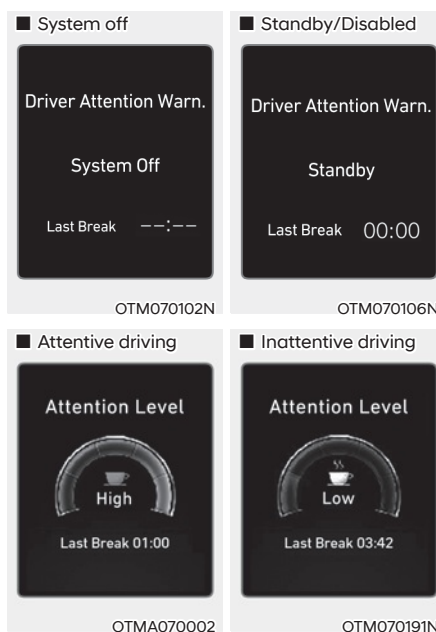 ■ System off
Driver Attention Warn.
System Off
Last Break --:--
OTM070102N
■ Standby/Disabled
Driver Attention Warn.
Standby
Last Break 00:00
OTM070106N
■ Attentive driving
Attention Level
High
Last Break 01:00
OTMA070002
■ Inattentive driving
Attention Level
Low
Last Break 03:42
OTM070191N